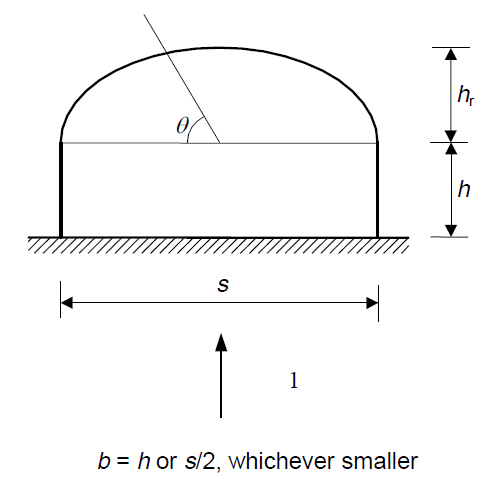 θ
hr
h
s
1
b = h or s/2, whichever smaller